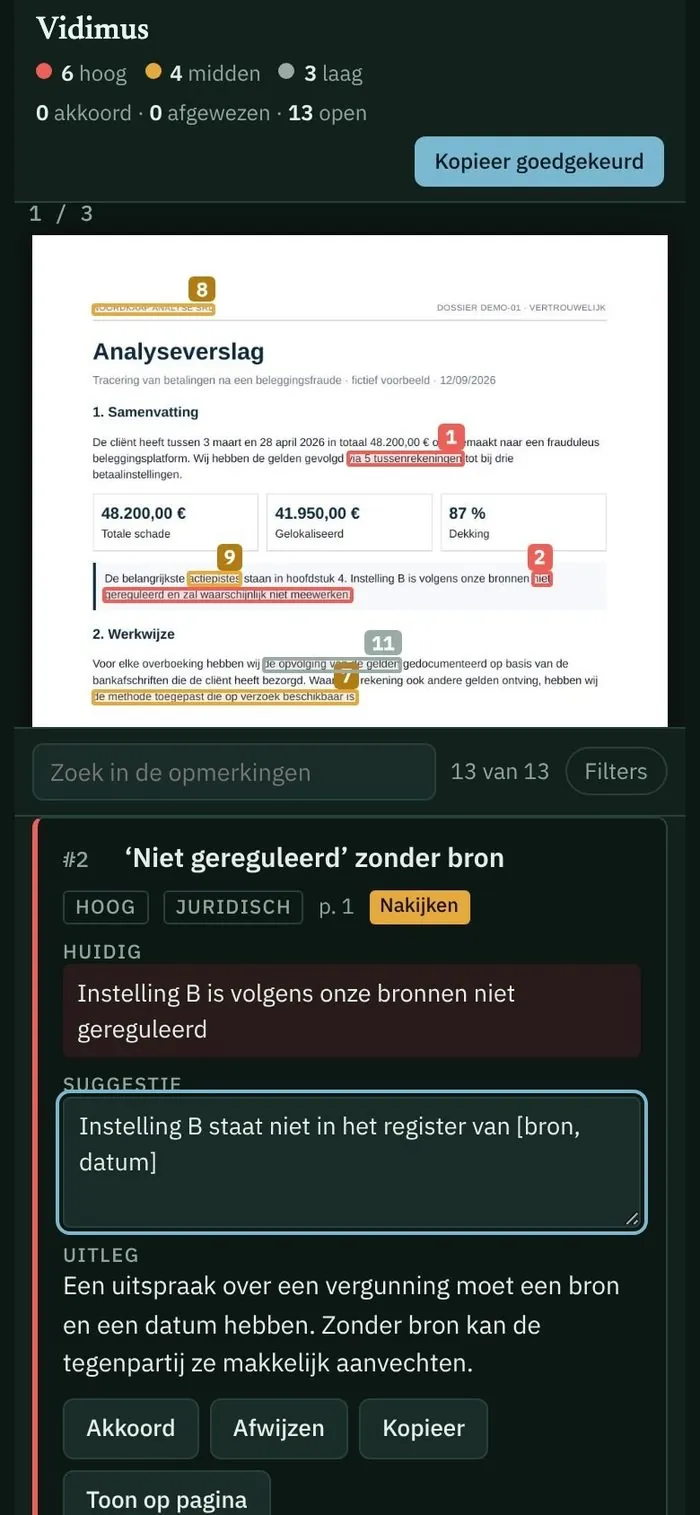 Vidimus
6 hoog 4 midden 3 laag
0 akkoord · 0 afgewezen · 13 open
Kopieer goedgekeurd
1 / 3
8
DOSSIER DEMO-01 - VERTROUWELIJK
Analyseverslag
Tracering van betalingen na een beleggingsfraude · fictief voorbeeld · 12/09/2026
1. Samenvatting
1
De cliënt heeft tussen 3 maart en 28 april 2026 in totaal 48.200,00 € naar een frauduleus
beleggingsplatform. Wij hebben de gelden gevolgd via 5 tussenrekeningen tot bij drie
betaalinstellingen.
48.200,00 € 41.950,00 € 87 %
Totale schade Gelokaliseerd Dekking
9 2
De belangrijkste actiepistes staan in hoofdstuk 4. Instelling B is volgens onze bronnen niet
gereguleerd en zal waarschijnlijk niet meewerken.
2. Werkwijze
11
Voor elke overboeking hebben wij de opvolging van de gelden gedocumenteerd op basis van de
7
bankafschriften die de cliënt heeft bezorgd. rekening ook andere gelden ontving, hebben wij
de methode toegepast die op verzoek beschikbaar is.
Zoek in de opmerkingen 13 van 13 Filters
#2 ‘Niet gereguleerd’ zonder bron
HOOG JURIDISCH p. 1 Nakijken
HUIDIG
Instelling B is volgens onze bronnen niet
gereguleerd
SUGGESTIE
Instelling B staat niet in het register van [bron,
datum]
UITLEG
Een uitspraak over een vergunning moet een bron
en een datum hebben. Zonder bron kan de
tegenpartij ze makkelijk aanvechten.
Akkoord Afwijzen Kopieer
Toon op pagina